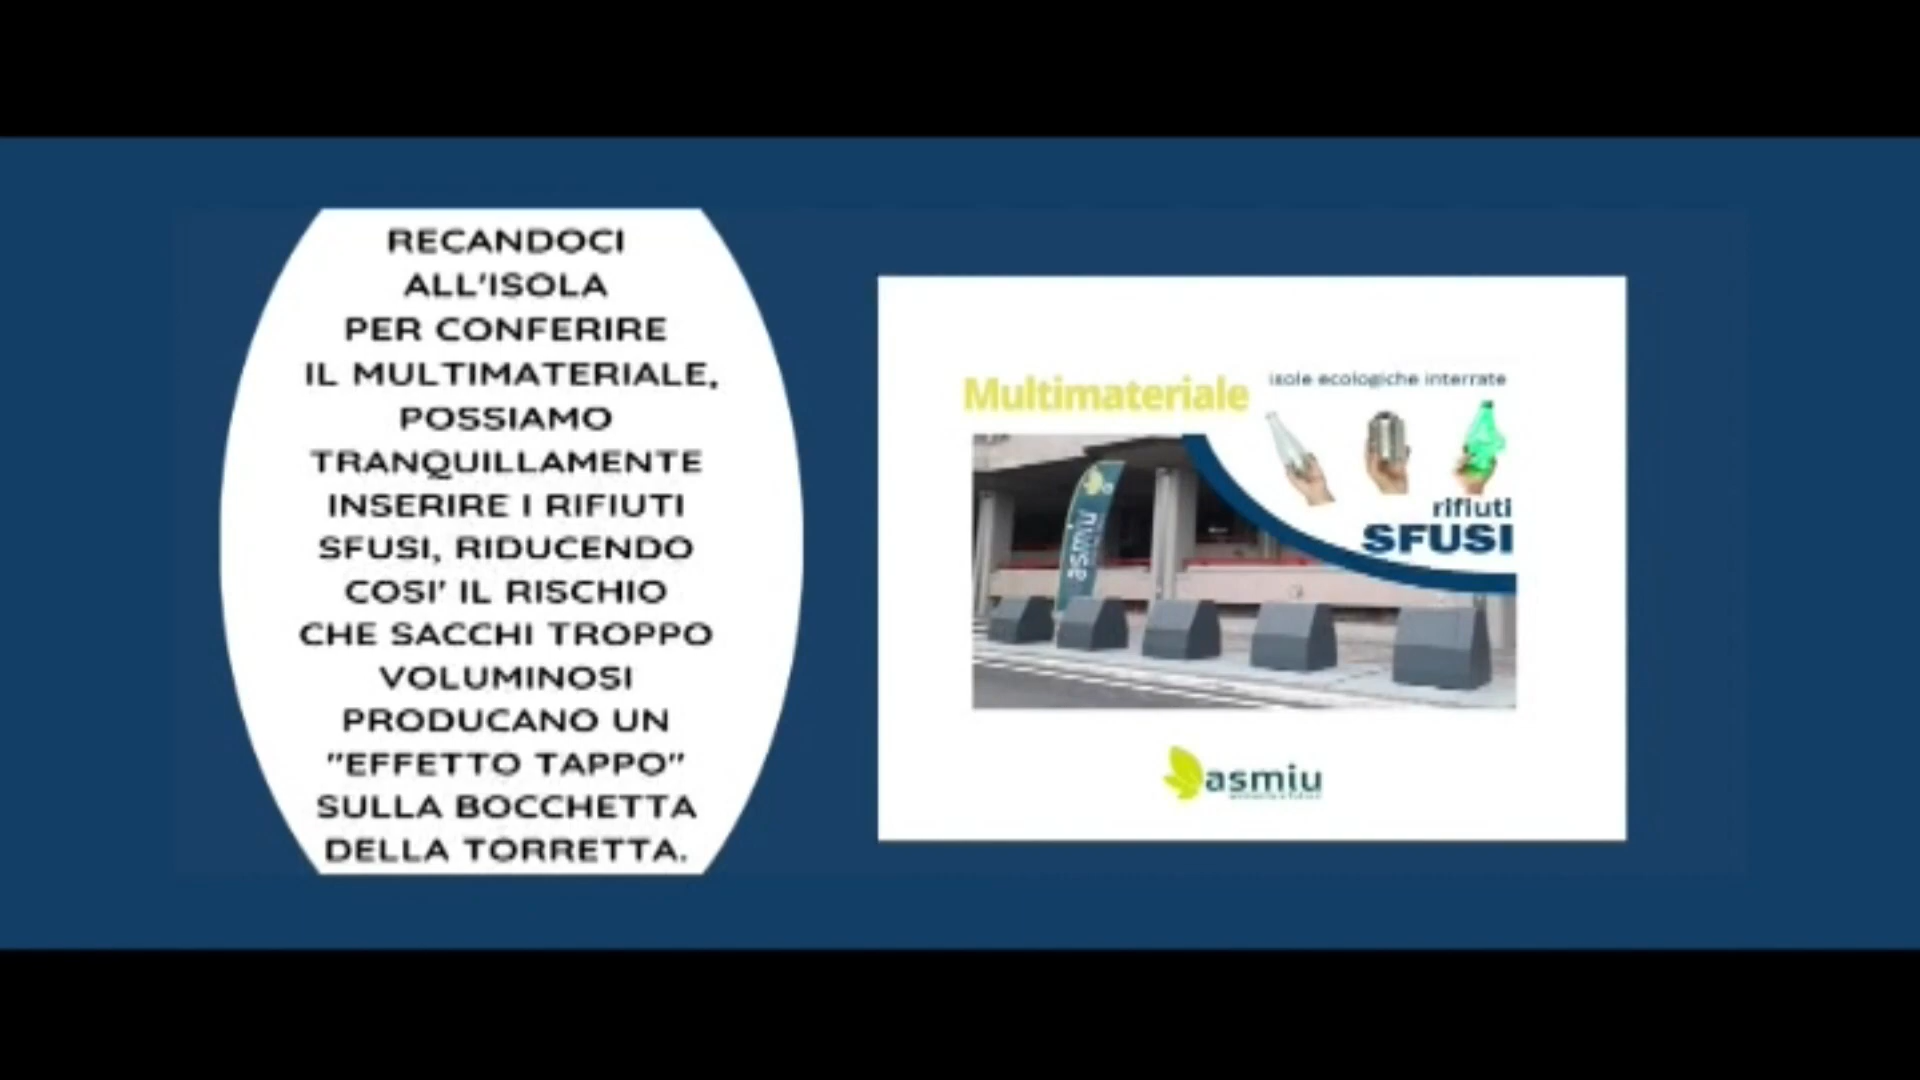 RECANDOCI
ALL'ISOLA
PER CONFERIRE
IL MULTIMATERIALE,
POSSIAMO
TRANQUILLAMENTE
INSERIRE I RIFIUTI
SFUSI, RIDUCENDO
COSI' IL RISCHIO
CHE SACCHI TROPPO
VOLUMINOSI
PRODUCANO UN
"EFFETTO TAPPO"
SULLA BOCCHETTA
DELLA TORRETTA.
Multimateriale
isole ecologiche interrate
rifiuti
SFUSI
asmiu
asmiu